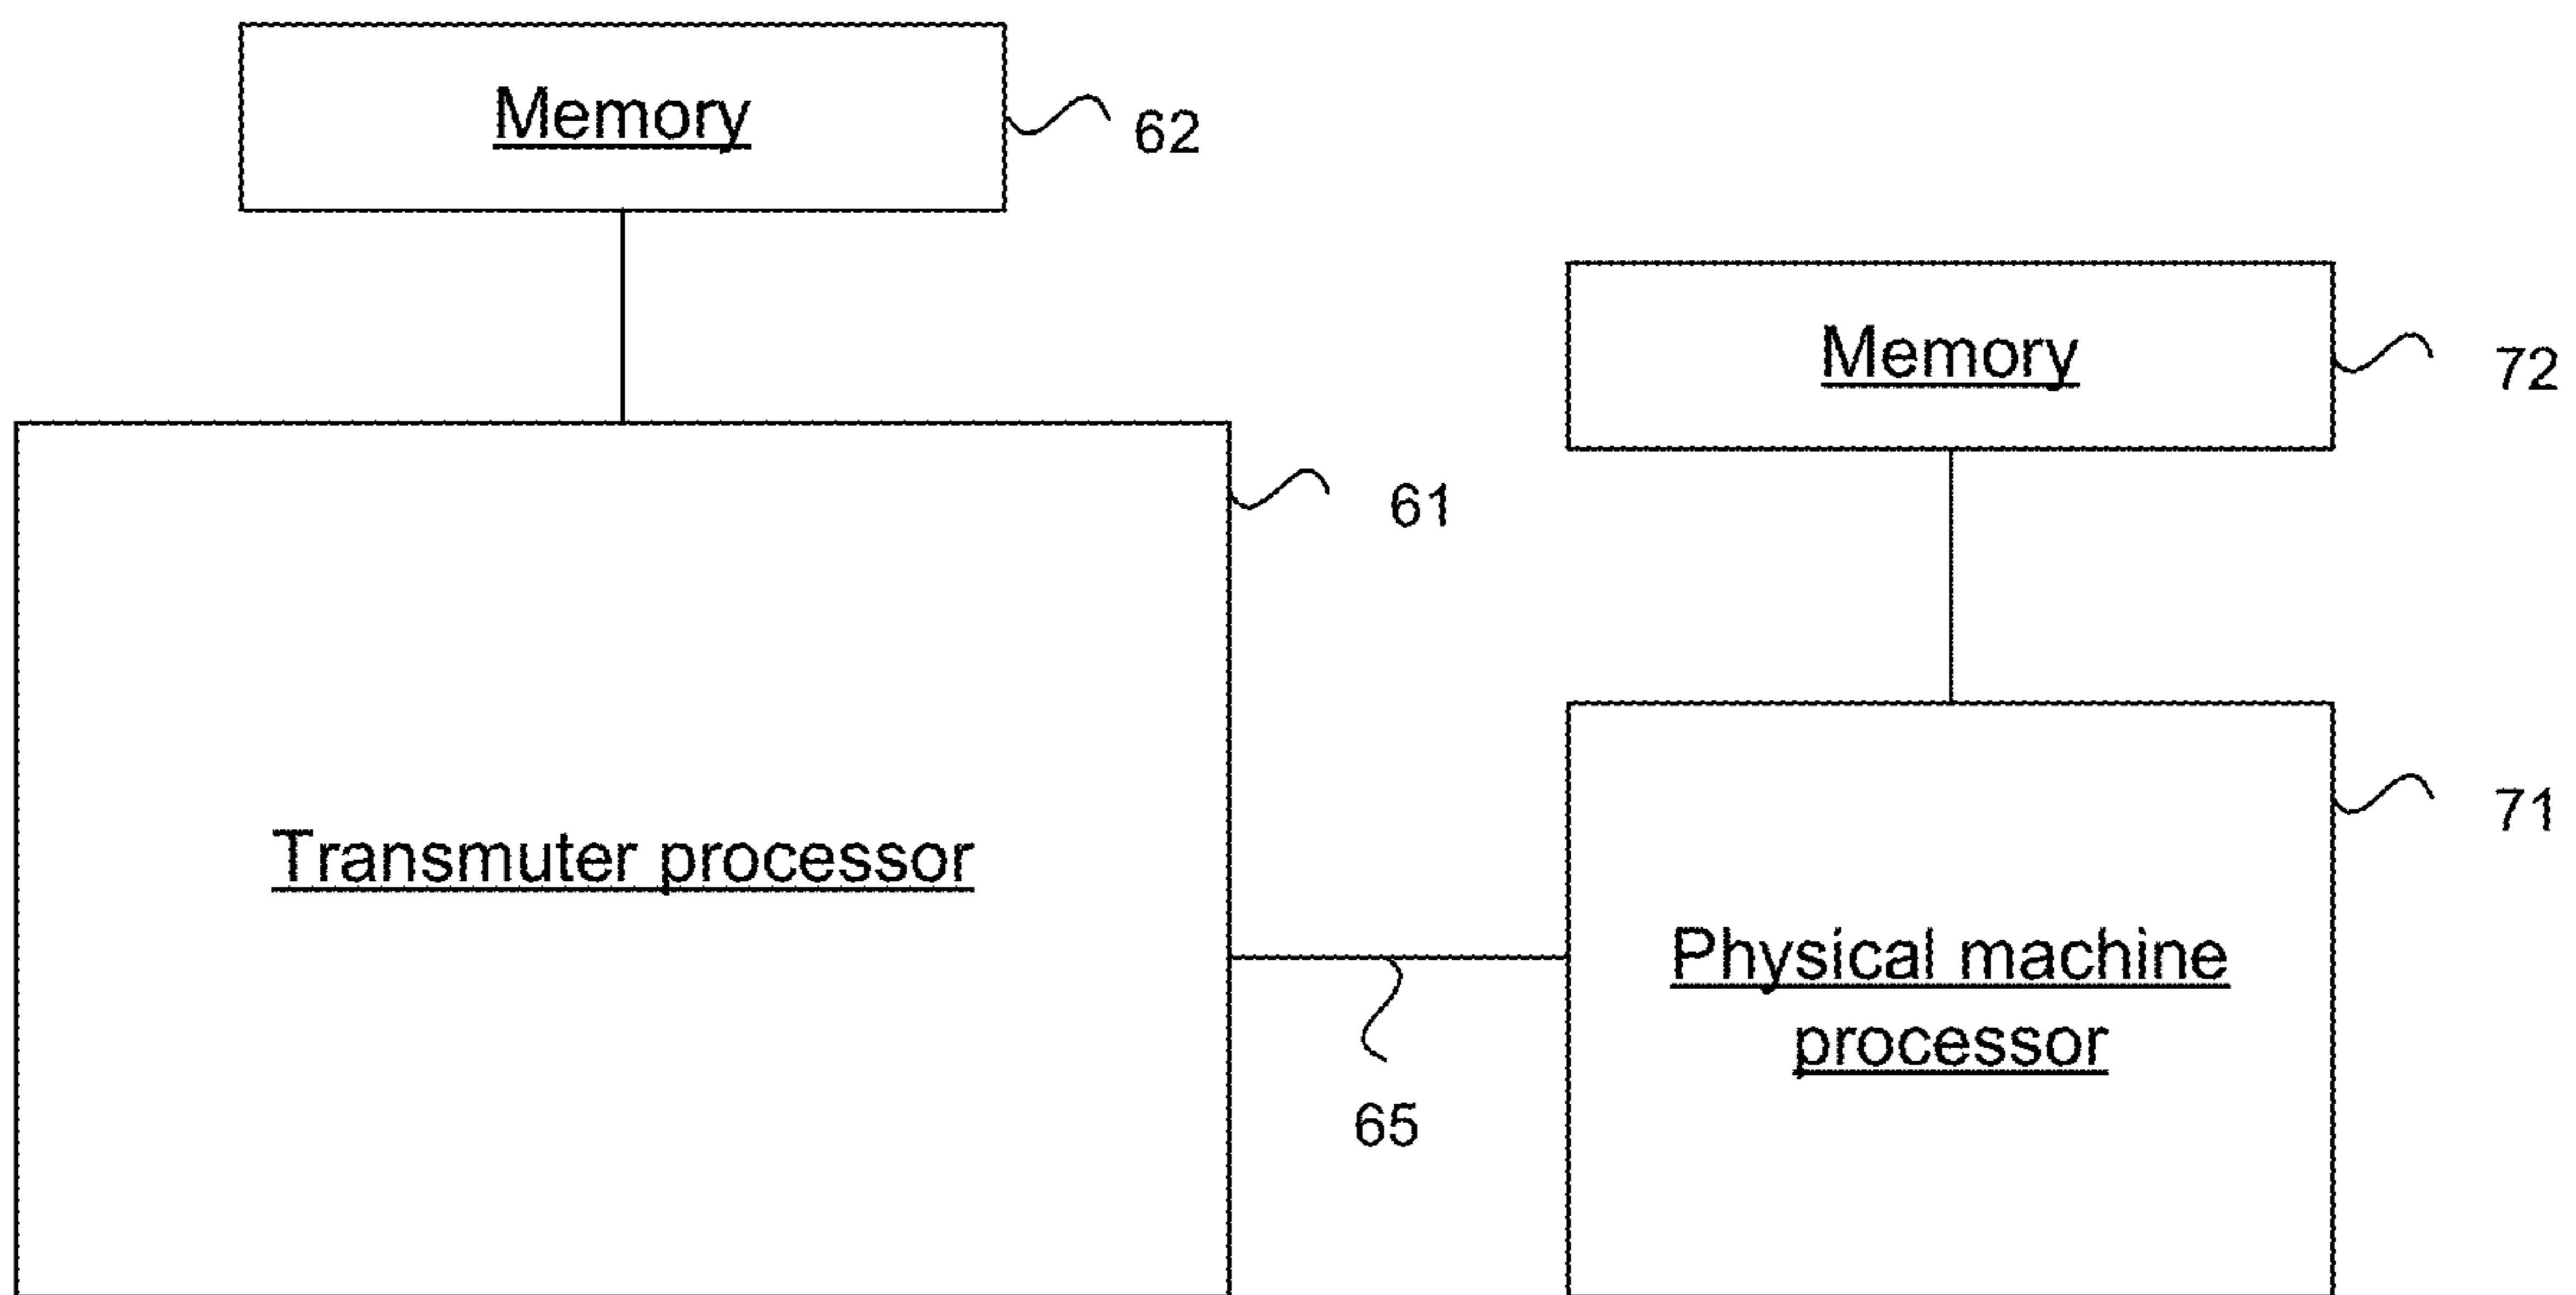 Memory
62
Memory
72
61
Transmuter processor
71
Physical machine
processor
65